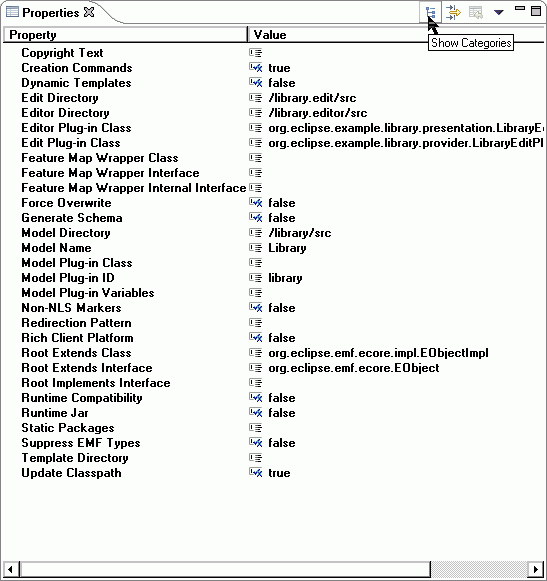 Properties
Show Categories
Property Value
Copyright Text
Creation Commands true
Dynamic Templates false
Edit Directory /library.edit/src
Editor Directory /library.editor/src
Editor Plug-in Class org.eclipse.example.library.presentation.LibraryE
Edit Plug-in Class org.eclipse.example.library.provider.LibraryEditPl
Feature Map Wrapper Class
Feature Map Wrapper Interface
Feature Map Wrapper Internal Interface
Force Overwrite false
Generate Schema false
Model Directory /library/src
Model Name Library
Model Plug-in Class
Model Plug-in ID library
Model Plug-in Variables
Non-NLS Markers false
Redirection Pattern
Rich Client Platform false
Root Extends Class org.eclipse.emf.ecore.impl.EObjectImpl
Root Extends Interface org.eclipse.emf.ecore.EObject
Root Implements Interface
Runtime Compatibility false
Runtime Jar false
Static Packages
Suppress EMF Types false
Template Directory
Update Classpath true